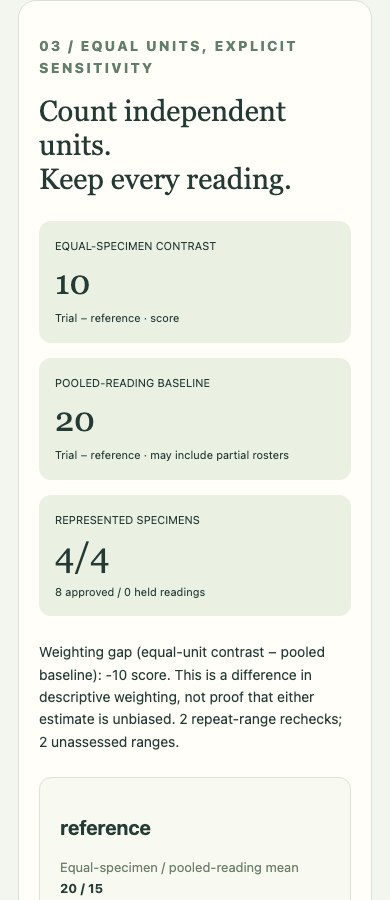 03 / EQUAL UNITS, EXPLICIT
SENSITIVITY
Count independent
units.
Keep every reading.
EQUAL-SPECIMEN CONTRAST
10
Trial – reference · score
POOLED-READING BASELINE
20
Trial – reference · may include partial rosters
REPRESENTED SPECIMENS
4/4
8 approved / 0 held readings
Weighting gap (equal-unit contrast – pooled
baseline): -10 score. This is a difference in
descriptive weighting, not proof that either
estimate is unbiased. 2 repeat-range rechecks;
2 unassessed ranges.
reference
Equal-specimen / pooled-reading mean
20 / 15